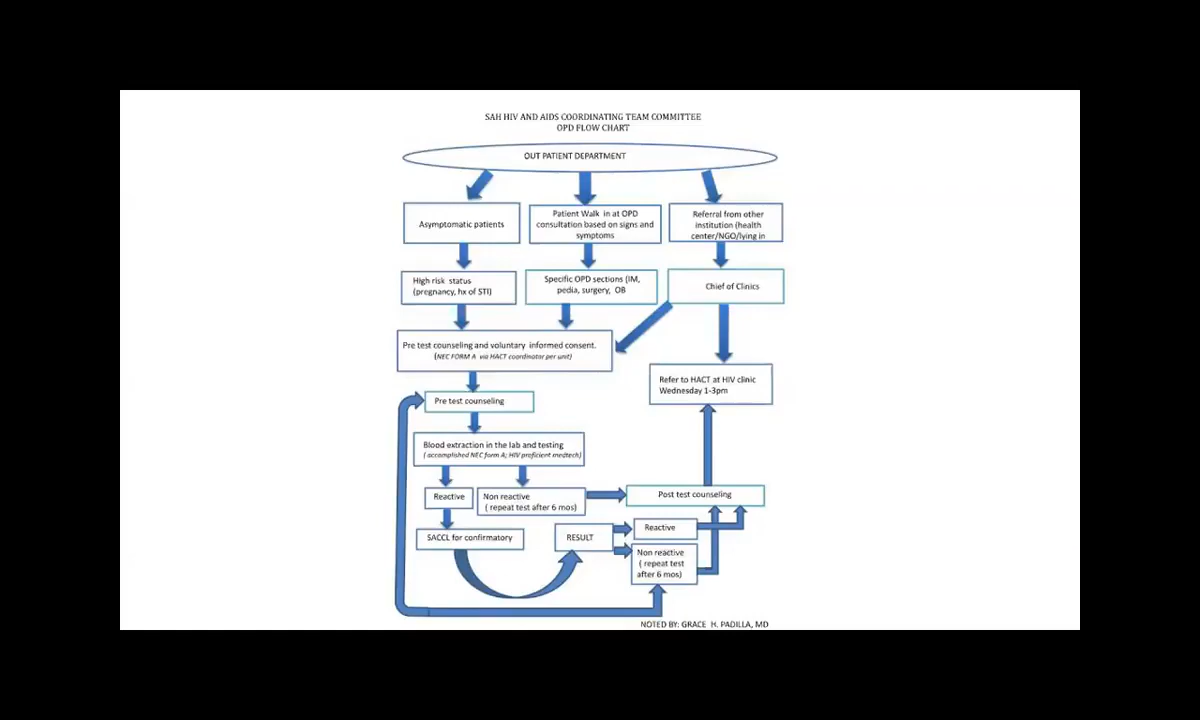 SAH HIV AND AIDS COORDINATING TEAM COMMITTEE
OPD FLOW CHART
OUT PATIENT DEPARTMENT
Asymptomatic patients
Patient Walk in at OPD
consultation based on signs and
symptoms
Referral from other
institution (health
center/NGO/lying in
High risk status
(pregnancy, hx of STI)
Specific OPD sections (IM,
pedia, surgery, OB
Chief of Clinics
Pre test counseling and voluntary informed consent.
(NEC FORM A via HACT coordinator per unit)
Refer to HACT at HIV clinic
Wednesday 1-3pm
Pre test counseling
Blood extraction in the lab and testing
( accomplished NEC form A; HIV proficient medtech)
Reactive
Non reactive
( repeat test after 6 mos)
Post test counseling
SACCL for confirmatory
RESULT
Reactive
Non reactive
( repeat test
after 6 mos)
NOTED BY: GRACE H. PADILLA, MD